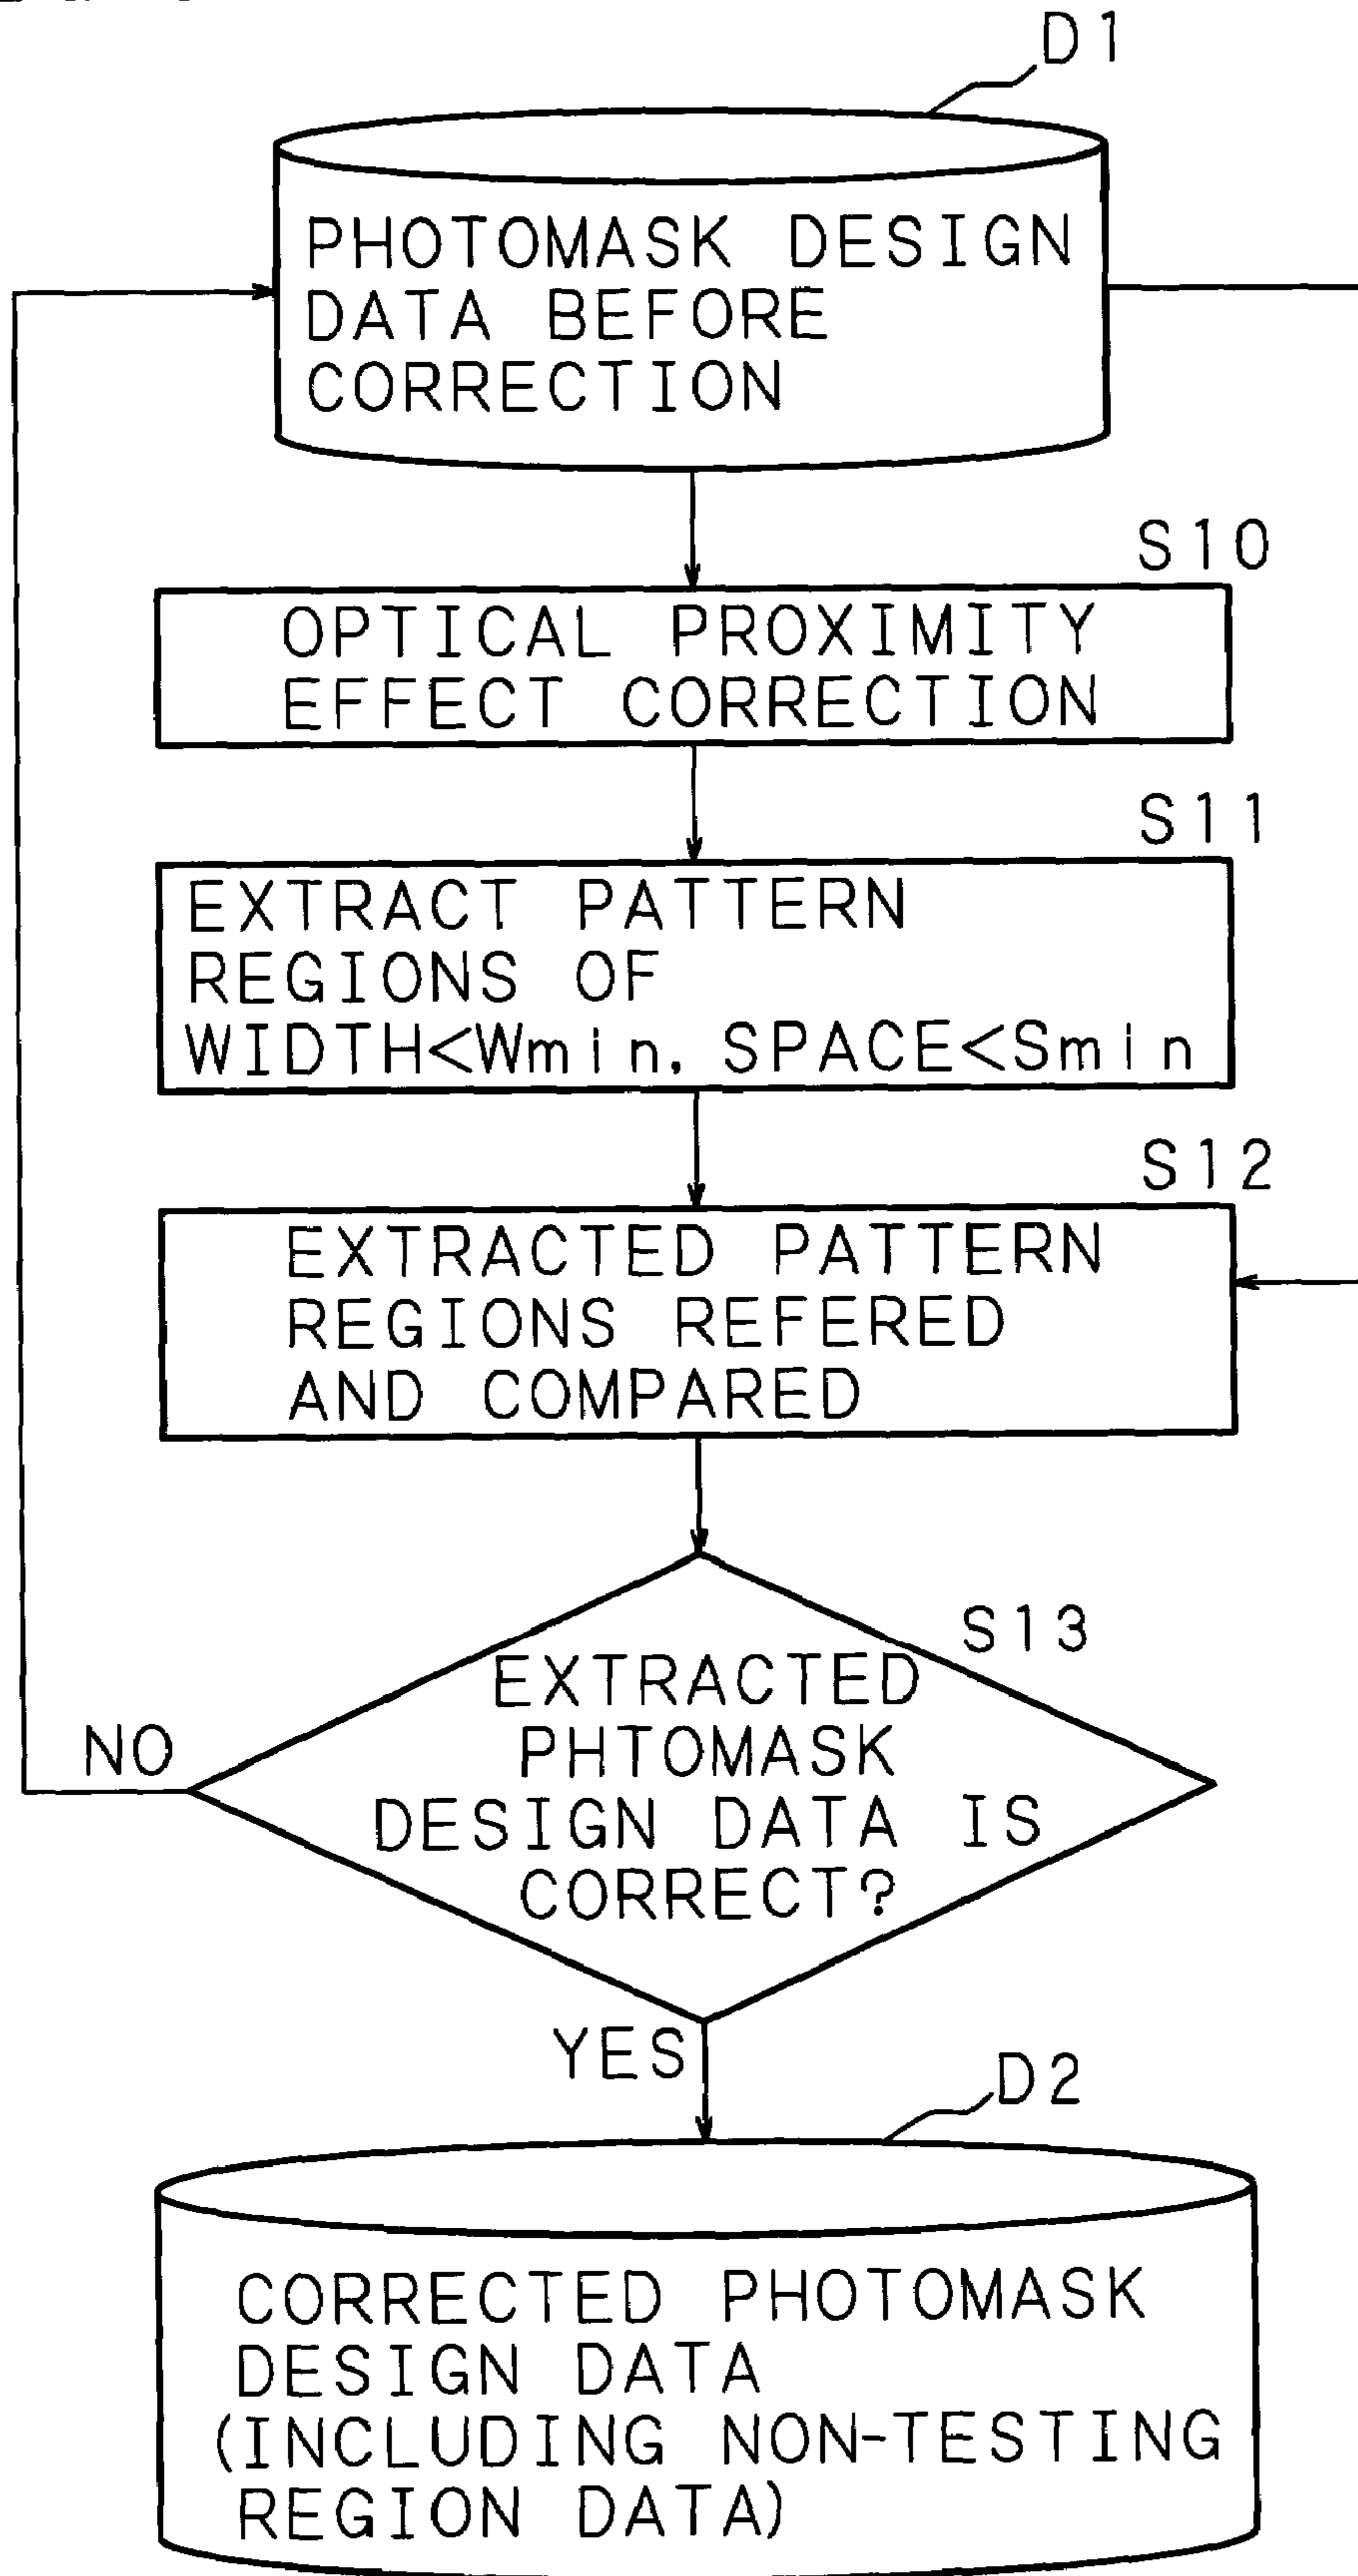 D1
PHOTOMASK DESIGN
DATA BEFORE
CORRECTION
S10
OPTICAL PROXIMITY
EFFECT CORRECTION
S11
EXTRACT PATTERN
REGIONS OF
WIDTH<Wmin, SPACE<Smin
S12
EXTRACTED PATTERN
REGIONS REFERED
AND COMPARED
S13
EXTRACTED
PHTOMASK
DESIGN DATA IS
CORRECT?
NO
YES
D2
CORRECTED PHOTOMASK
DESIGN DATA
(INCLUDING NON-TESTING
REGION DATA)